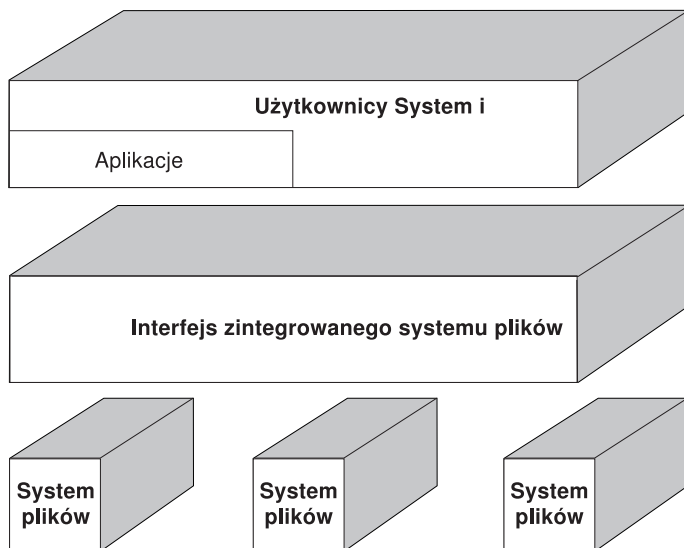 Użytkownicy System i
Aplikacje
Interfejs zintegrowanego systemu plików
System
plików
System
plików
System
plików